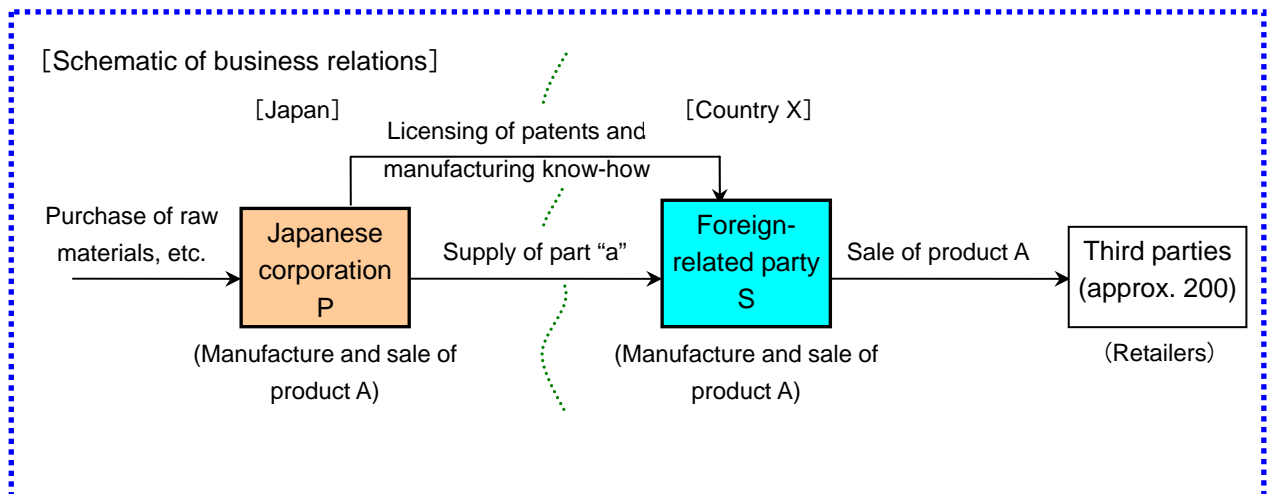 ［Schematic of business relations］
［Japan］
［Country X］
Licensing of patents and
manufacturing know-how
Purchase of raw
materials, etc.
Japanese
corporation
P
Supply of part “a”
Foreign-
related party
S
Sale of product A
Third parties
(approx. 200)
(Manufacture and sale of
product A)
(Manufacture and sale of
product A)
（Retailers）